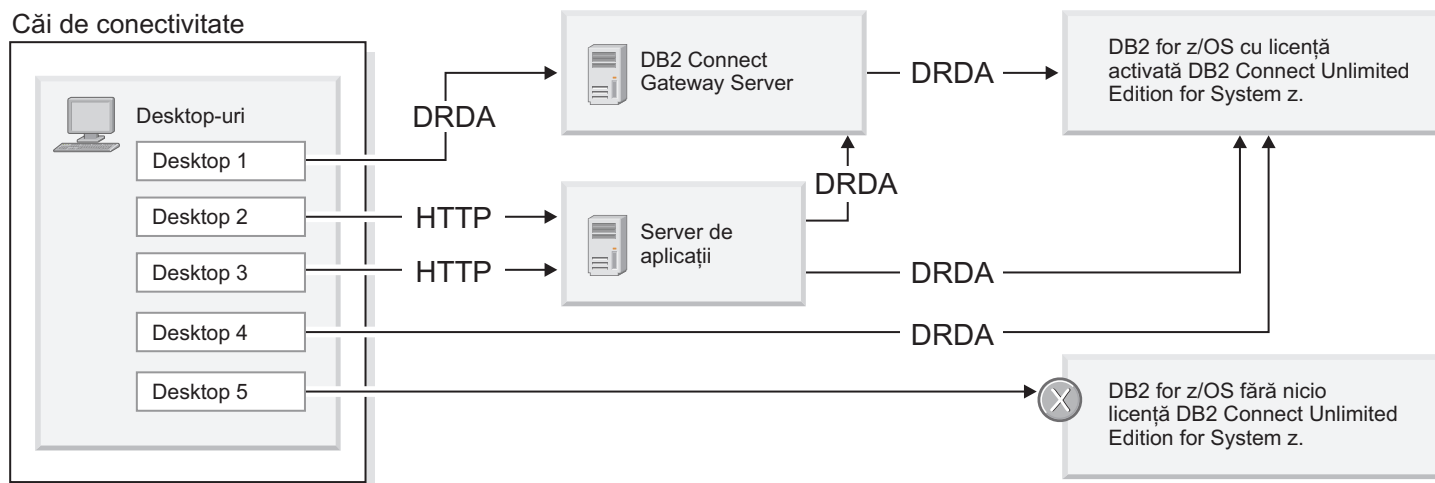 Căi de conectivitate
Desktop-uri
Desktop 1
Desktop 2
Desktop 3
Desktop 4
Desktop 5
DRDA
HTTP
HTTP
DB2 Connect
Gateway Server
DRDA
Server de
aplicații
DRDA
DRDA
DRDA
DB2 for z/OS cu licență
activată DB2 Connect Unlimited
Edition for System z.
X
DB2 for z/OS fără nicio
licență DB2 Connect Unlimited
Edition for System z.